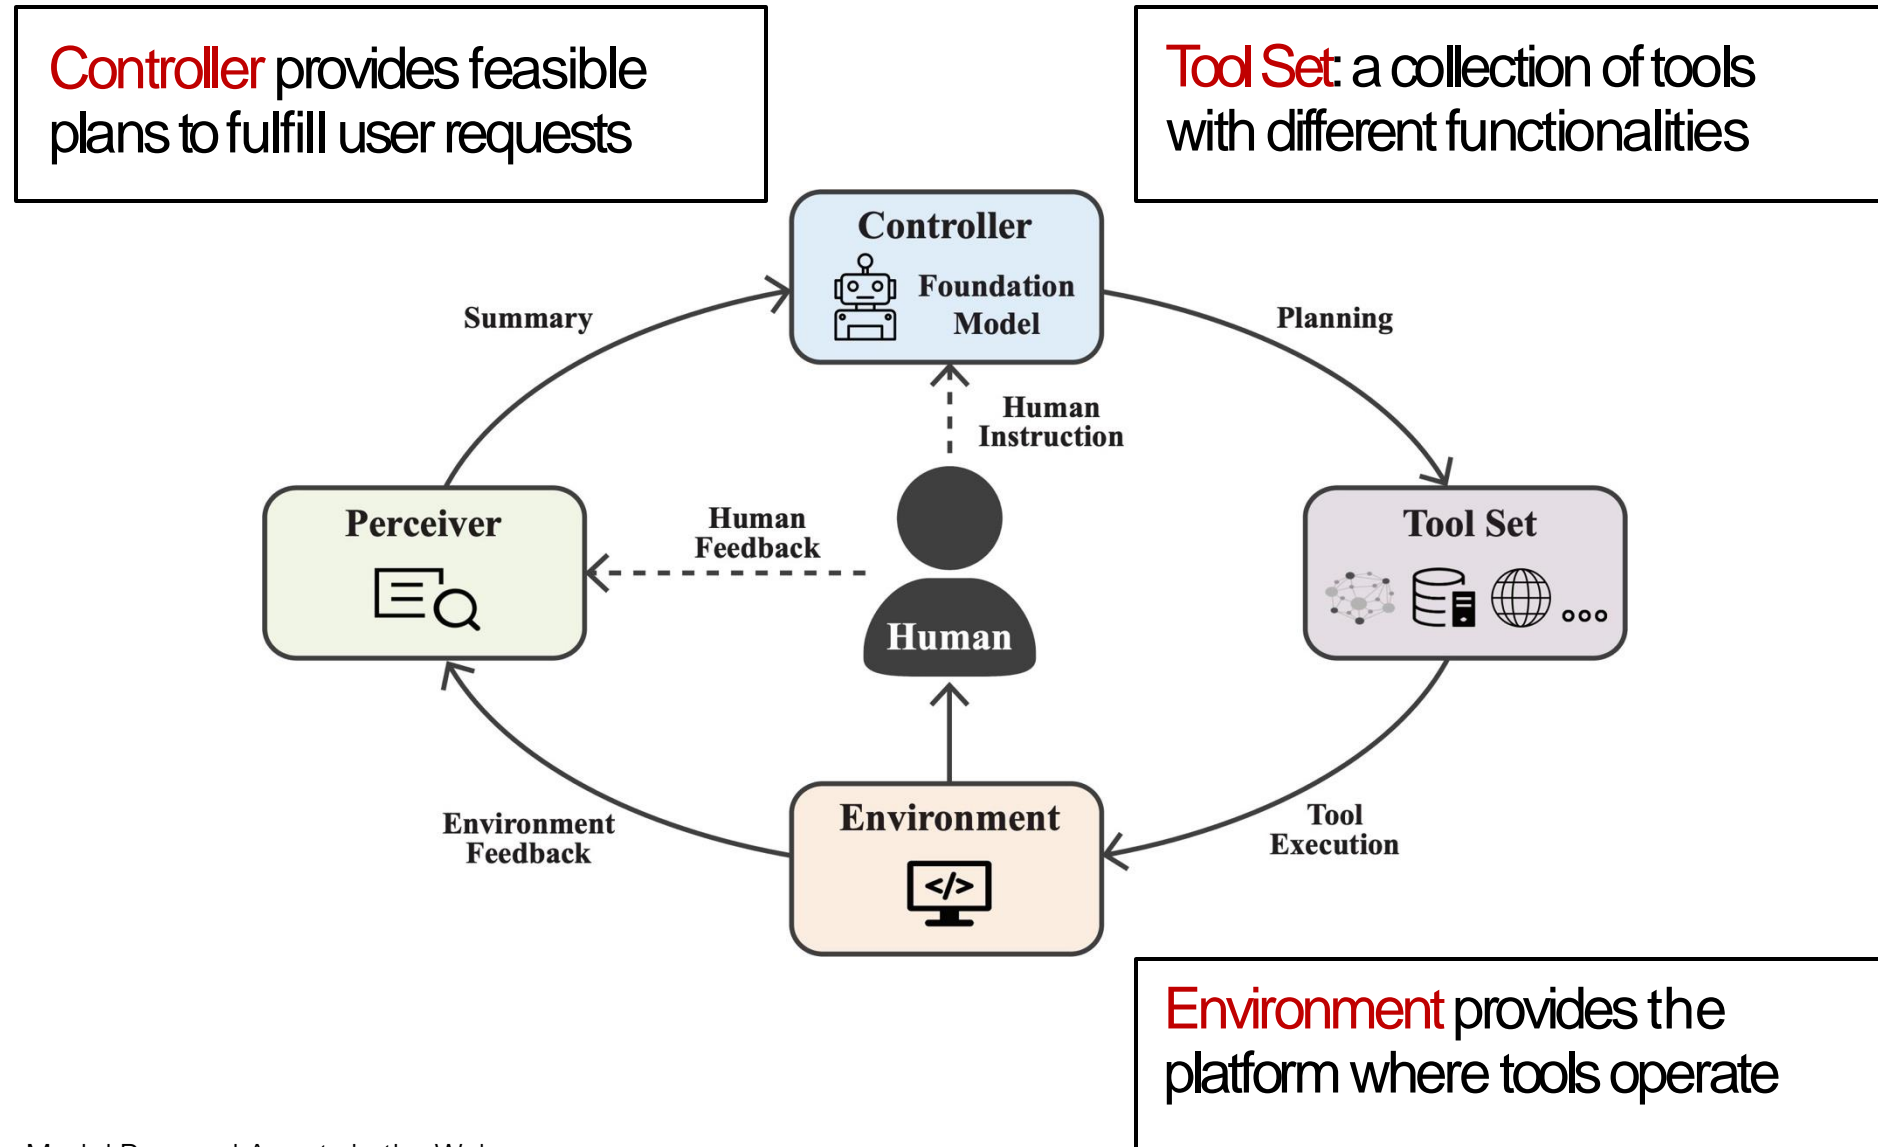 Controller provides feasible
plans to fulfill user requests
Tool Set: a collection of tools
with different functionalities
Controller
Foundation
Model
Summary
Planning
Human
Instruction
Perceiver
Human
Feedback
Tool Set
Human
Environment
Feedback
Environment
</>
Tool
Execution
Environment provides the
platform where tools operate